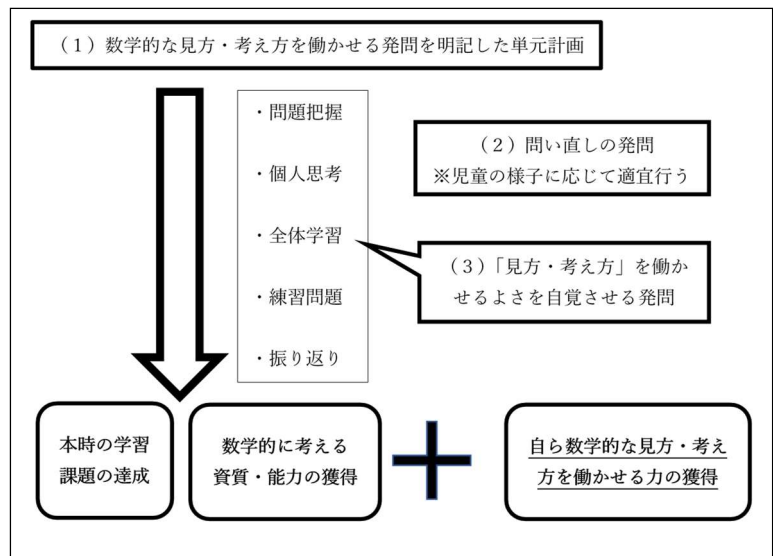 (1)数学的な見方・考え方を働かせる発問を明記した単元計画
・問題把握
・個人思考
・全体学習
・練習問題
・振り返り
(2)問い直しの発問
※児童の様子に応じて適宜行う
(3)「見方・考え方」を働か
せるよさを自覚させる発問
本時の学習
課題の達成
数学的に考える
資質・能力の獲得
自ら数学的な見方・考え
方を働かせる力の獲得